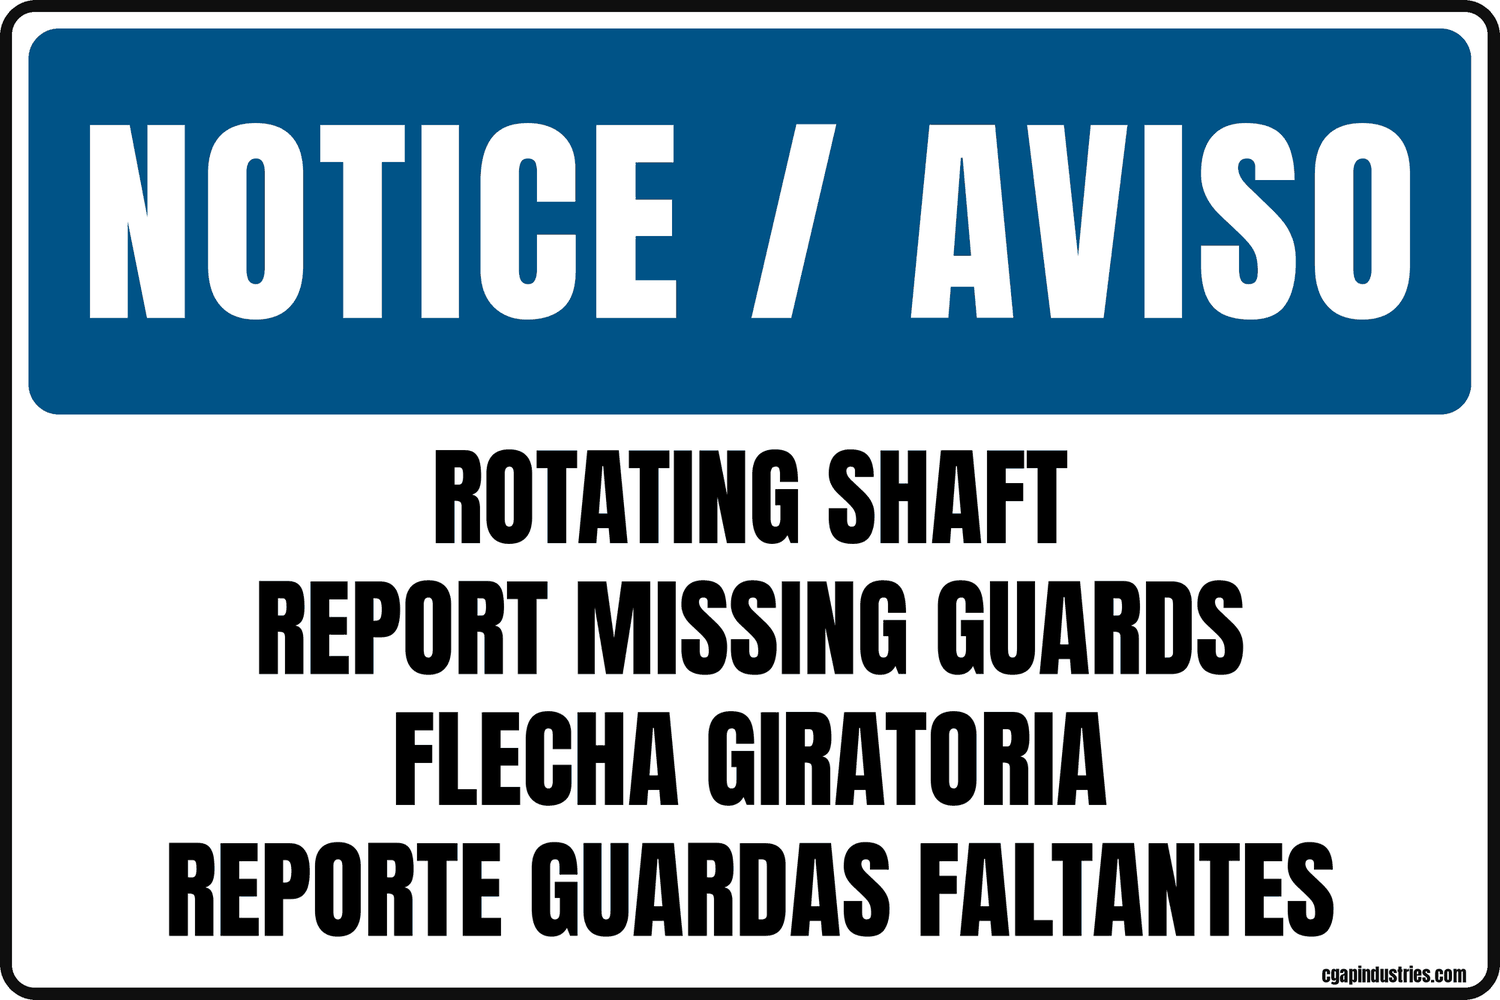 NOTICE / AVISO
ROTATING SHAFT
REPORT MISSING GUARDS
FLECHA GIRATORIA
REPORTE GUARDAS FALTANTES
cgapindustries.com